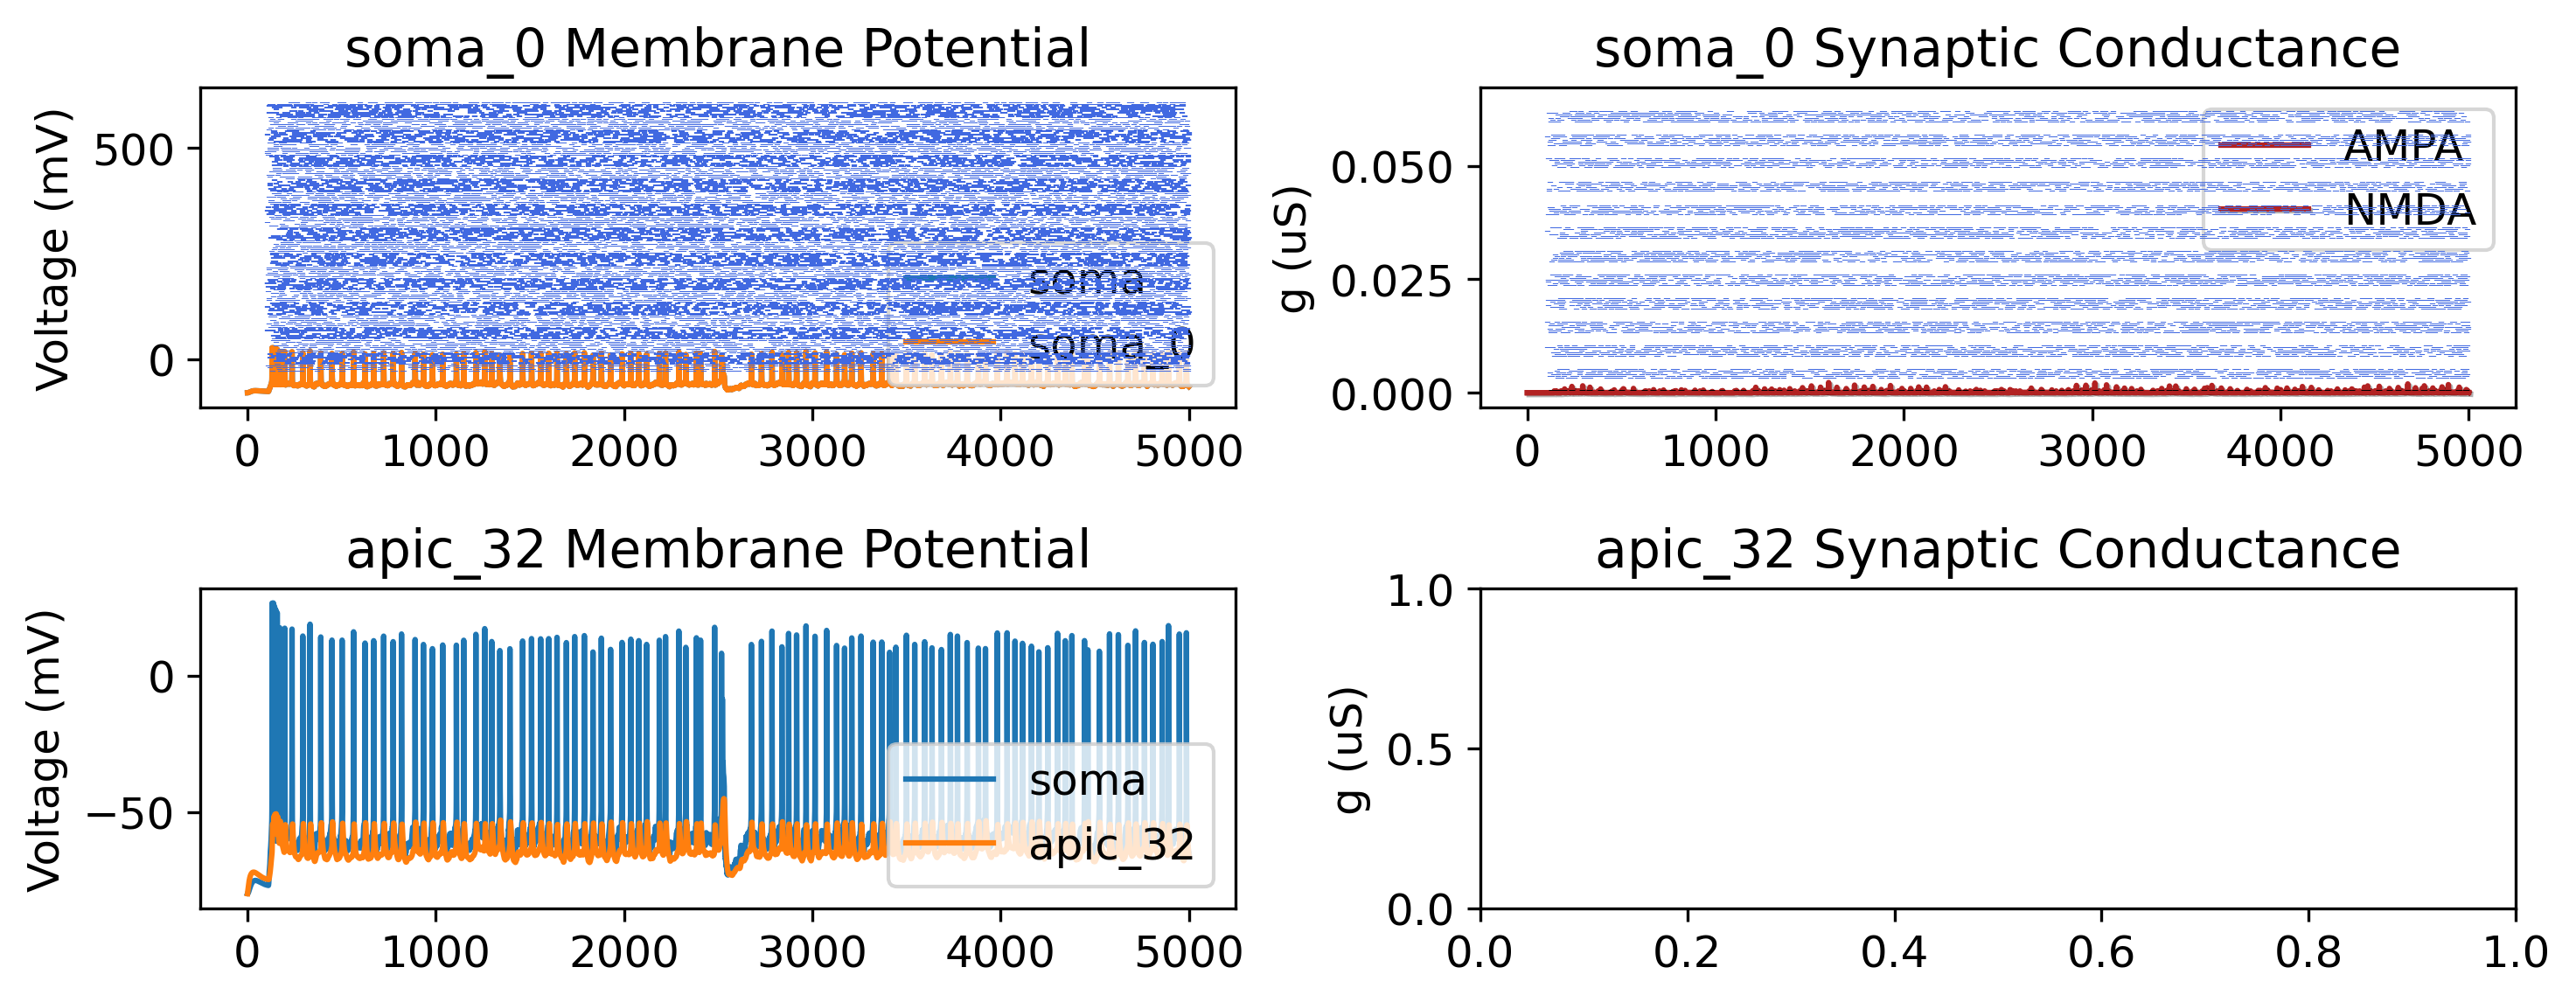 soma_0 Membrane Potential
Voltage (mV)
500
0
soma
soma_0
0 1000 2000 3000 4000 5000
soma_0 Synaptic Conductance
g (uS)
0.050
0.025
0.000
AMPA
NMDA
0 1000 2000 3000 4000 5000
apic_32 Membrane Potential
Voltage (mV)
0
−50
soma
apic_32
0 1000 2000 3000 4000 5000
apic_32 Synaptic Conductance
g (uS)
1.0
0.5
0.0
0.0 0.2 0.4 0.6 0.8 1.0